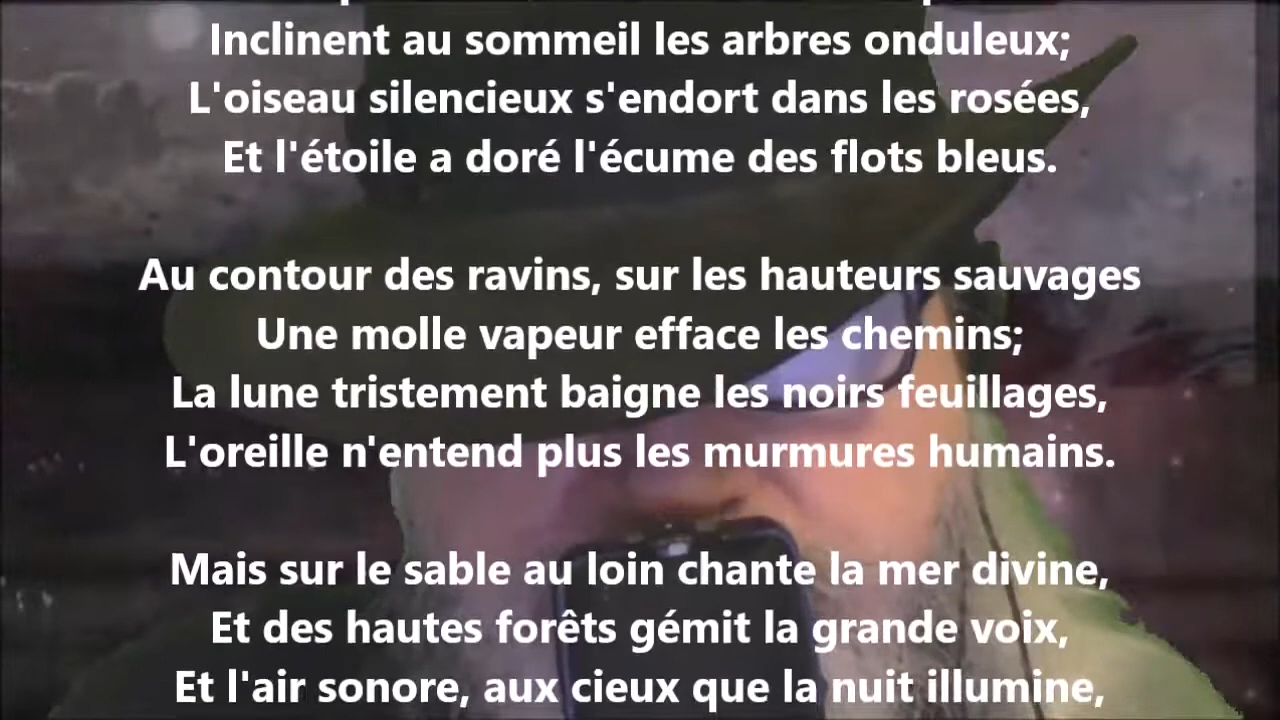 Inclinent au sommeil les arbres onduleux;
L'oiseau silencieux s'endort dans les rosées,
Et l'étoile a doré l'écume des flots bleus.
Au contour des ravins, sur les hauteurs sauvages
Une molle vapeur efface les chemins;
La lune tristement baigne les noirs feuillages,
L'oreille n'entend plus les murmures humains.
Mais sur le sable au loin chante la mer divine,
Et des hautes forêts gémit la grande voix,
Et l'air sonore, aux cieux que la nuit illumine,